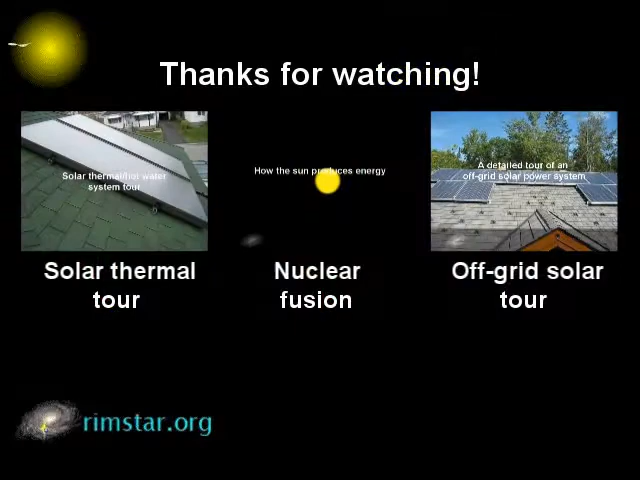 Thanks for watching!
Solar thermal/hot water
system tour
How the sun produces energy
A detailed tour of an
off-grid solar power system
Solar thermal
tour
Nuclear
fusion
Off-grid solar
tour
rimstar.org